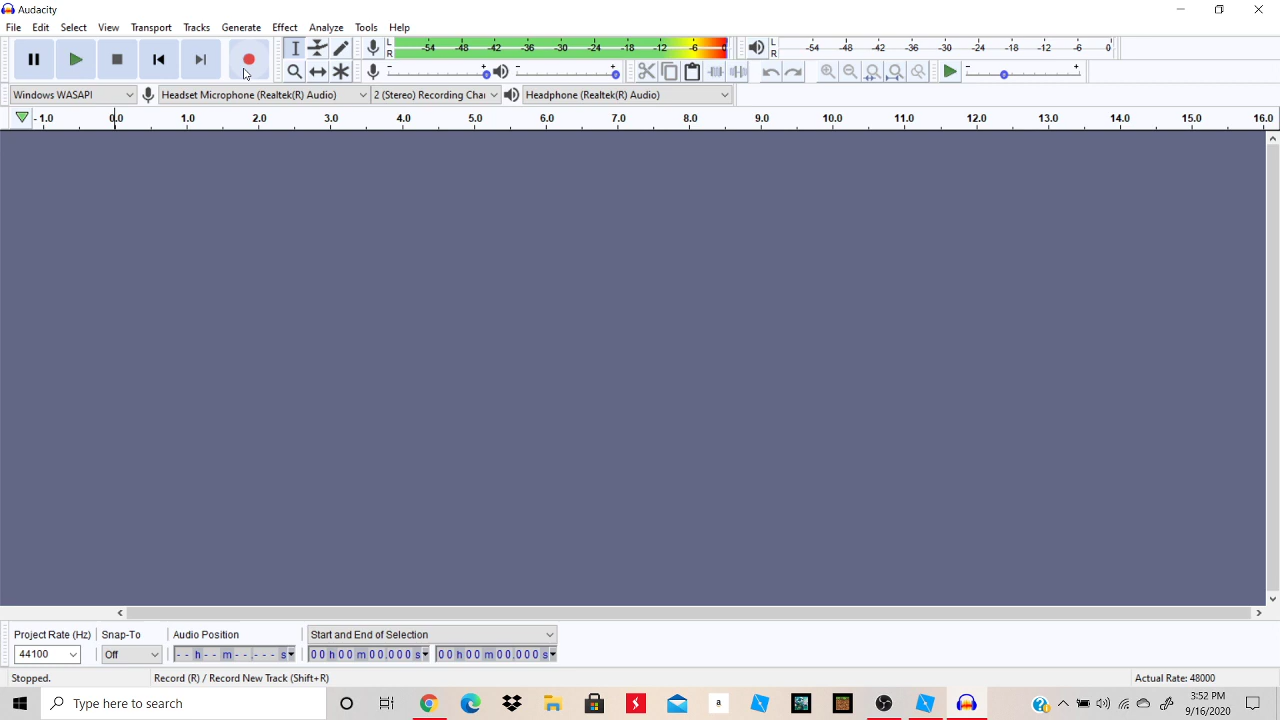 Audacity
File Edit Select View Transport Tracks Generate Effect Analyze Tools Help
L R -54 -48 -42 -36 -30 -24 -18 -12 -6 0 L R -54 -48 -42 -36 -30 -24 -18 -12 -6 0
- + - + - +
Windows WASAPI Headset Microphone (Realtek(R) Audio) 2 (Stereo) Recording Chai Headphone (Realtek(R) Audio)
- 1.0 0.0 1.0 2.0 3.0 4.0 5.0 6.0 7.0 8.0 9.0 10.0 11.0 12.0 13.0 14.0 15.0 16.0
Project Rate (Hz) Snap-To Audio Position Start and End of Selection
44100 Off - - h - - m - - . - - - s 00 h 00 m 00.000 s 00 h 00 m 00.000 s
Stopped. Record (R) / Record New Track (Shift+R) Actual Rate: 48000
Type here to search a 3:52 PM
9/16/2020